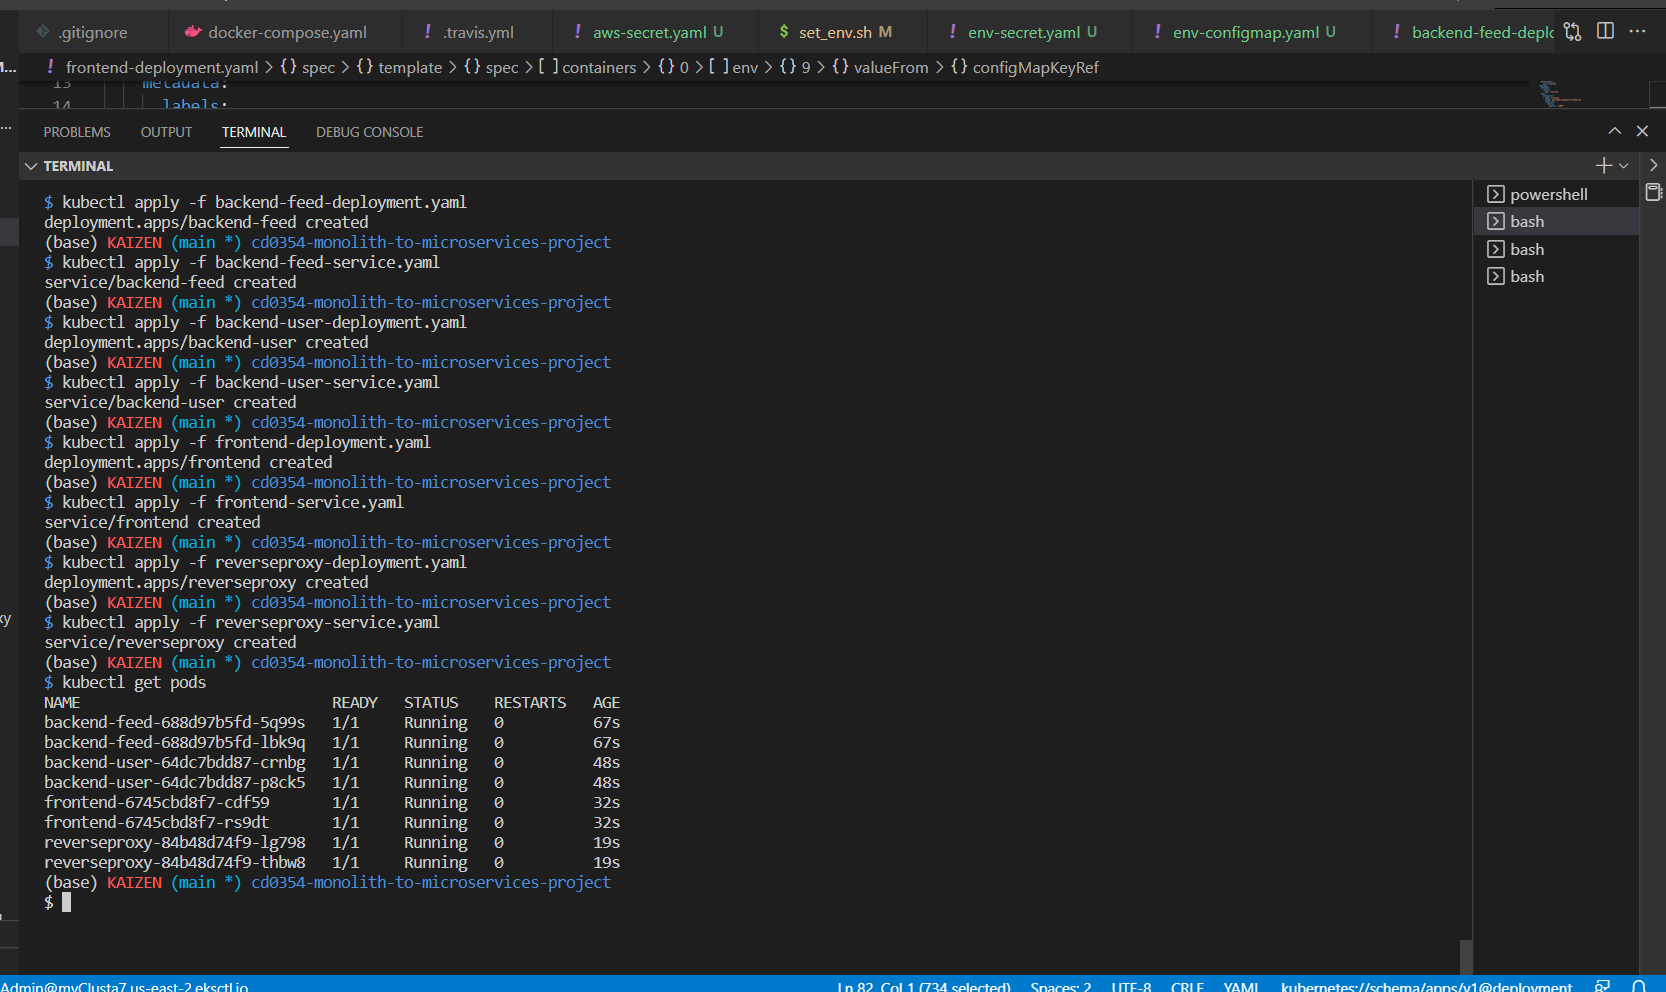 .gitignore docker-compose.yaml ! .travis.yml ! aws-secret.yaml U $ set_env.sh M ! env-secret.yaml U ! env-configmap.yaml U ! backend-feed-deplo
! frontend-deployment.yaml > {} spec > {} template > {} spec > [ ] containers > {} 0 > [ ] env > {} 9 > {} valueFrom > {} configMapKeyRef
13 metadata:
14 labels:
PROBLEMS OUTPUT TERMINAL DEBUG CONSOLE
TERMINAL
$ kubectl apply -f backend-feed-deployment.yaml
deployment.apps/backend-feed created
(base) KAIZEN (main *) cd0354-monolith-to-microservices-project
$ kubectl apply -f backend-feed-service.yaml
service/backend-feed created
(base) KAIZEN (main *) cd0354-monolith-to-microservices-project
$ kubectl apply -f backend-user-deployment.yaml
deployment.apps/backend-user created
(base) KAIZEN (main *) cd0354-monolith-to-microservices-project
$ kubectl apply -f backend-user-service.yaml
service/backend-user created
(base) KAIZEN (main *) cd0354-monolith-to-microservices-project
$ kubectl apply -f frontend-deployment.yaml
deployment.apps/frontend created
(base) KAIZEN (main *) cd0354-monolith-to-microservices-project
$ kubectl apply -f frontend-service.yaml
service/frontend created
(base) KAIZEN (main *) cd0354-monolith-to-microservices-project
$ kubectl apply -f reverseproxy-deployment.yaml
deployment.apps/reverseproxy created
(base) KAIZEN (main *) cd0354-monolith-to-microservices-project
$ kubectl apply -f reverseproxy-service.yaml
service/reverseproxy created
(base) KAIZEN (main *) cd0354-monolith-to-microservices-project
$ kubectl get pods
NAME READY STATUS RESTARTS AGE
backend-feed-688d97b5fd-5q99s 1/1 Running 0 67s
backend-feed-688d97b5fd-lbk9q 1/1 Running 0 67s
backend-user-64dc7bdd87-crnbg 1/1 Running 0 48s
backend-user-64dc7bdd87-p8ck5 1/1 Running 0 48s
frontend-6745cbd8f7-cdf59 1/1 Running 0 32s
frontend-6745cbd8f7-rs9dt 1/1 Running 0 32s
reverseproxy-84b48d74f9-lg798 1/1 Running 0 19s
reverseproxy-84b48d74f9-thbw8 1/1 Running 0 19s
(base) KAIZEN (main *) cd0354-monolith-to-microservices-project
$
powershell
bash
bash
bash
xy
Admin@myClusta7.us-east-2.eksctl.io Ln 82, Col 1 (734 selected) Spaces: 2 UTF-8 CRLF YAML kubernetes://schema/apps/v1@deployment